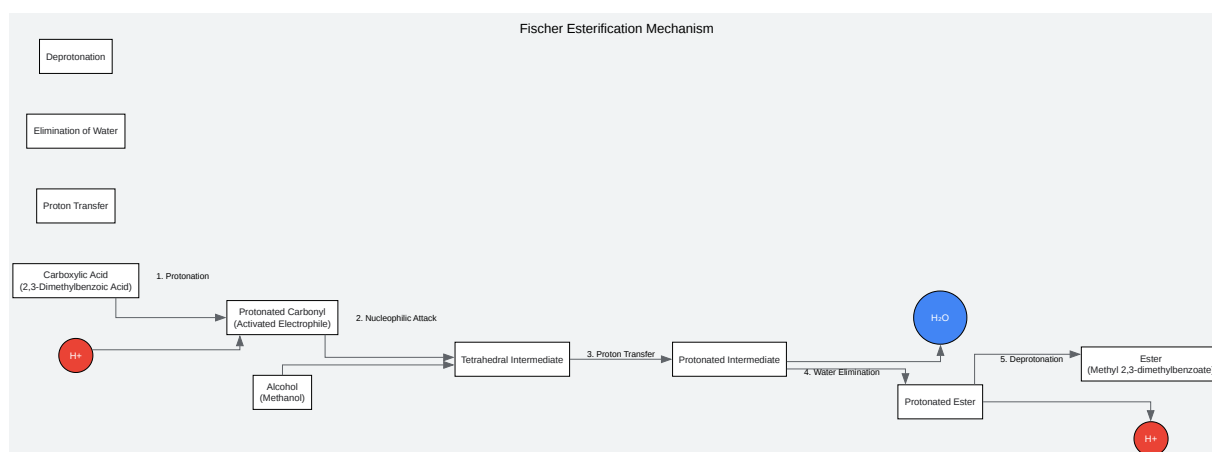 Fischer Esterification Mechanism
Deprotonation
Elimination of Water
Proton Transfer
Carboxylic Acid
(2,3-Dimethylbenzoic Acid)
1. Protonation
H+
Protonated Carbonyl
(Activated Electrophile)
2. Nucleophilic Attack
Alcohol
(Methanol)
Tetrahedral Intermediate
3. Proton Transfer
Protonated Intermediate
H₂O
4. Water Elimination
Protonated Ester
5. Deprotonation
Ester
(Methyl 2,3-dimethylbenzoate)
H+